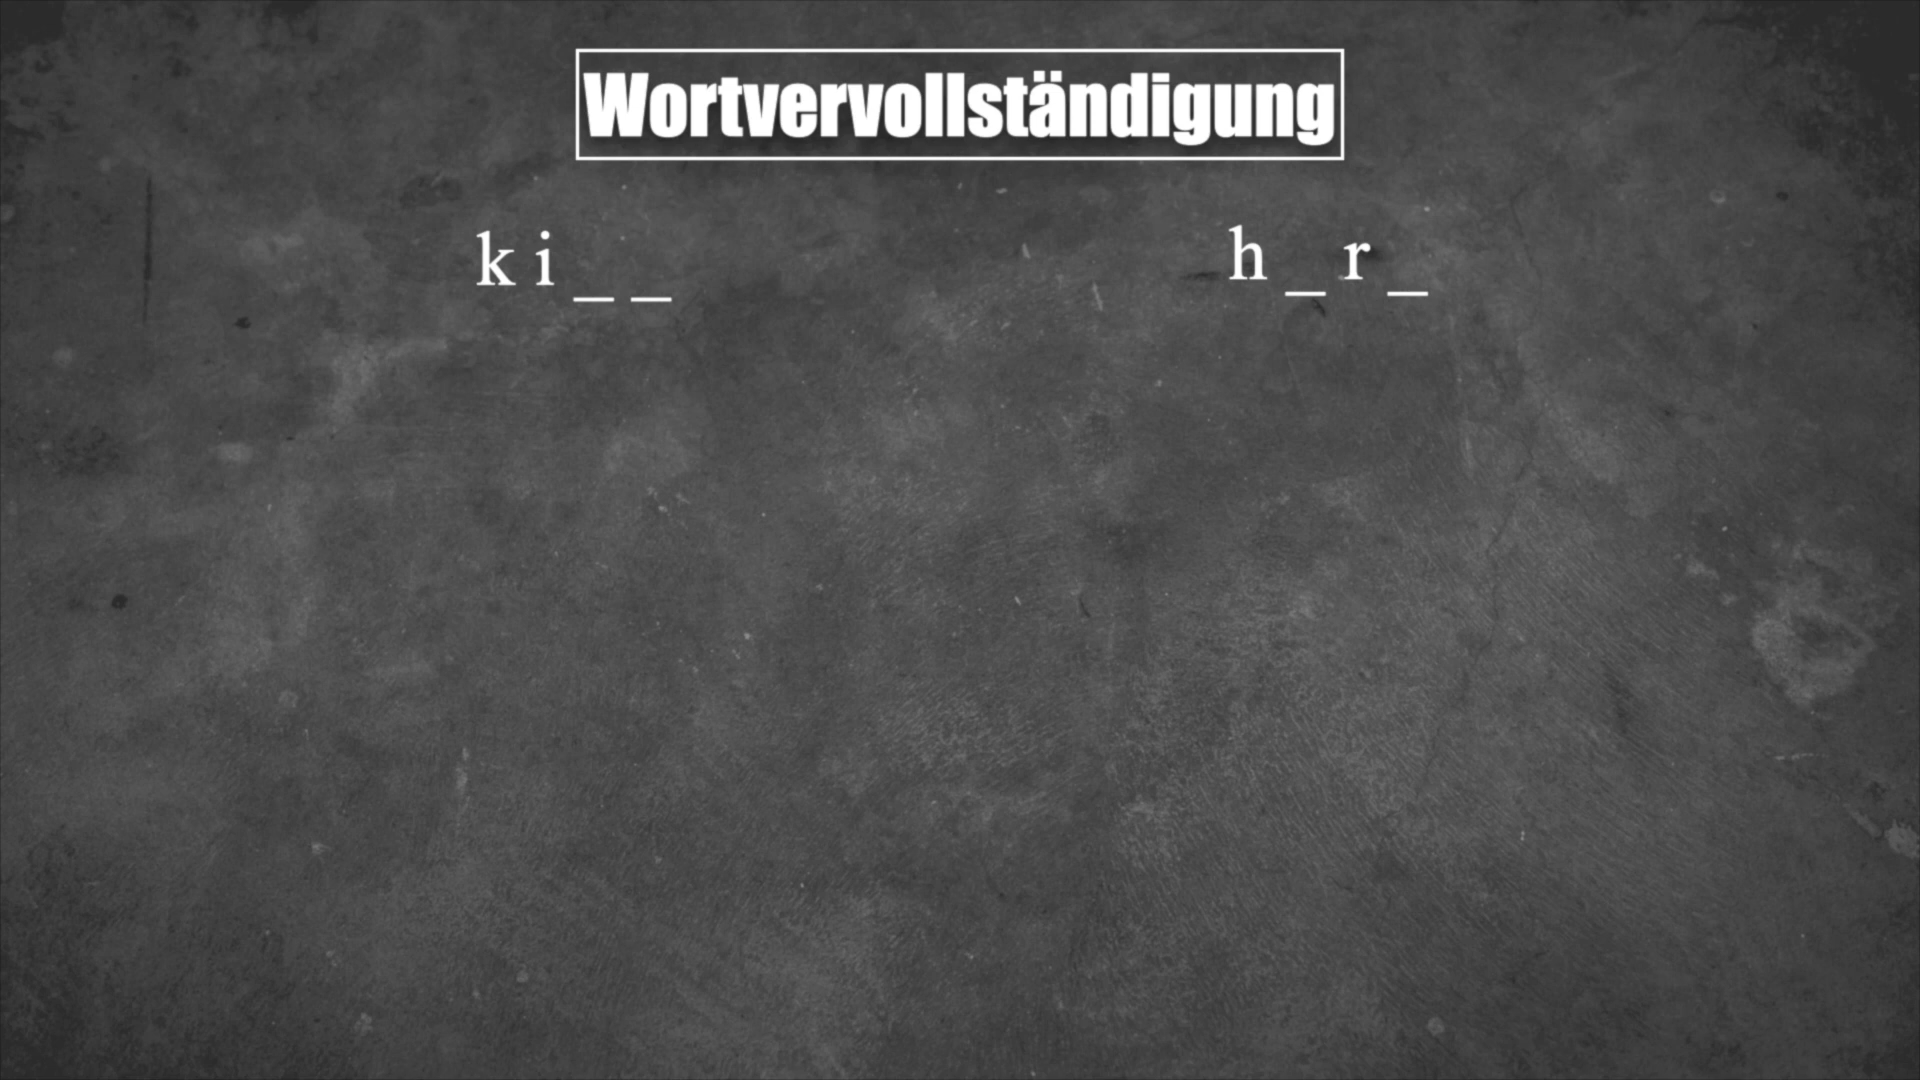 Wortvervollständigung
k i _ _ h _ r _